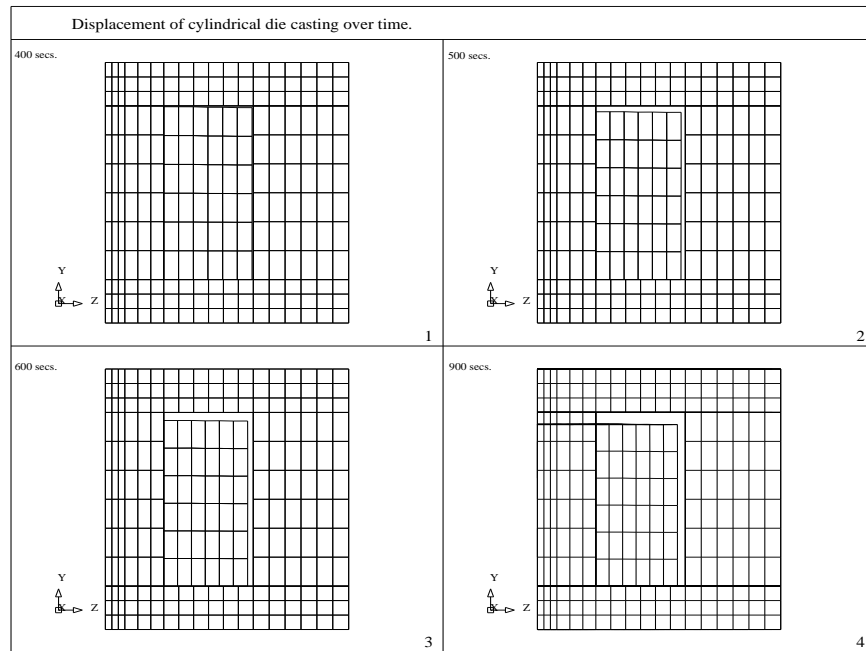 Displacement of cylindrical die casting over time.
400 secs.
Y
X Z
1
500 secs.
Y
X Z
2
600 secs.
Y
X Z
3
900 secs.
Y
X Z
4